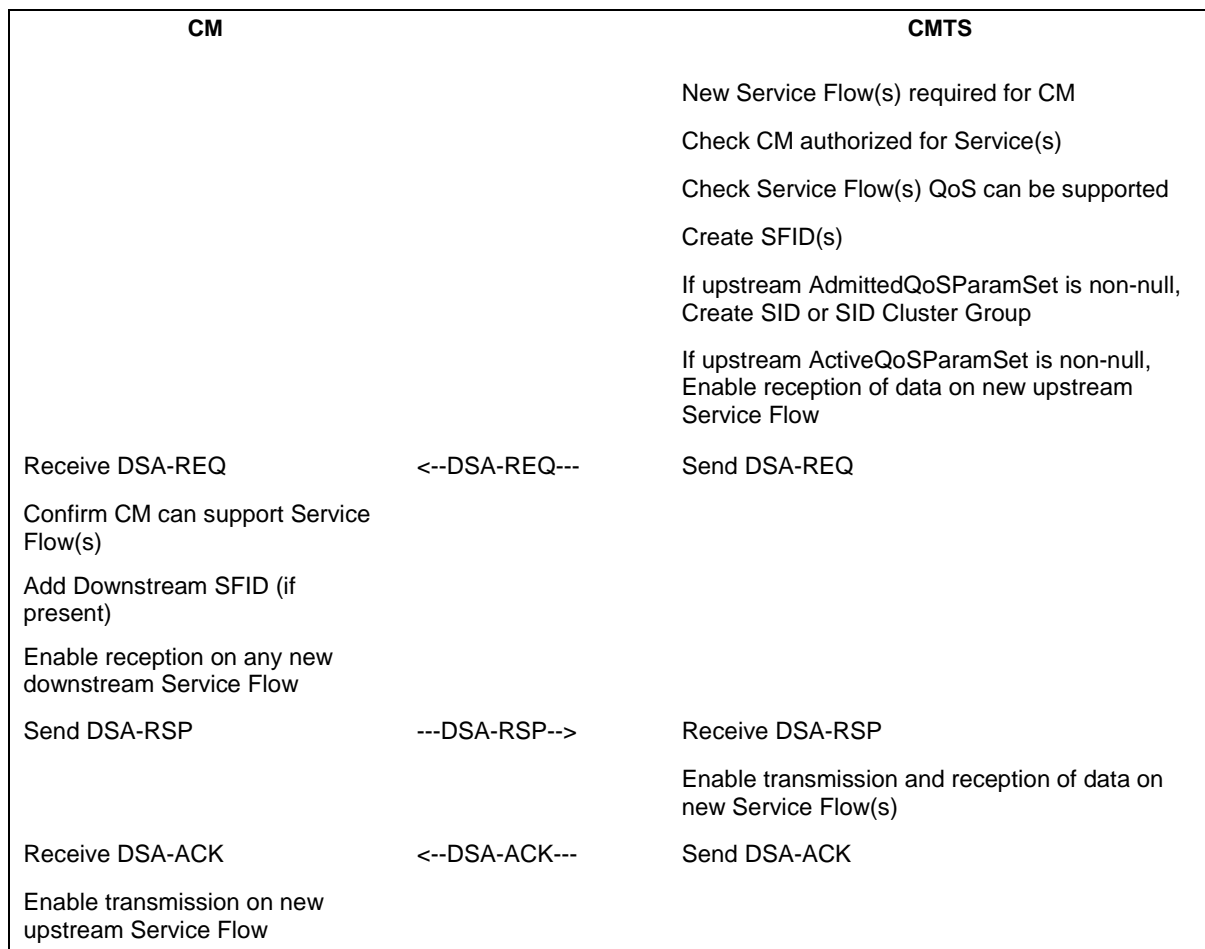 CM CMTS
New Service Flow(s) required for CM
Check CM authorized for Service(s)
Check Service Flow(s) QoS can be supported
Create SFID(s)
If upstream AdmittedQoSParamSet is non-null,
Create SID or SID Cluster Group
If upstream ActiveQoSParamSet is non-null,
Enable reception of data on new upstream
Service Flow
Receive DSA-REQ <--DSA-REQ--- Send DSA-REQ
Confirm CM can support Service
Flow(s)
Add Downstream SFID (if
present)
Enable reception on any new
downstream Service Flow
Send DSA-RSP ---DSA-RSP--> Receive DSA-RSP
Enable transmission and reception of data on
new Service Flow(s)
Receive DSA-ACK <--DSA-ACK--- Send DSA-ACK
Enable transmission on new
upstream Service Flow